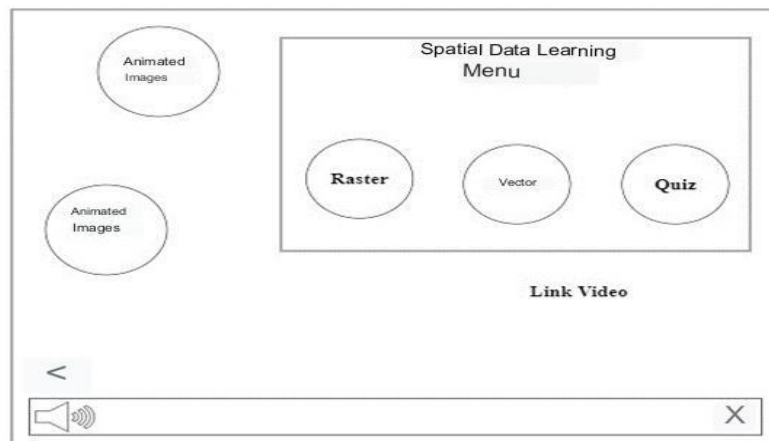 Animated
Images
Spatial Data Learning
Menu
Raster
Vector
Quiz
Animated
Images
Link Video
<
X